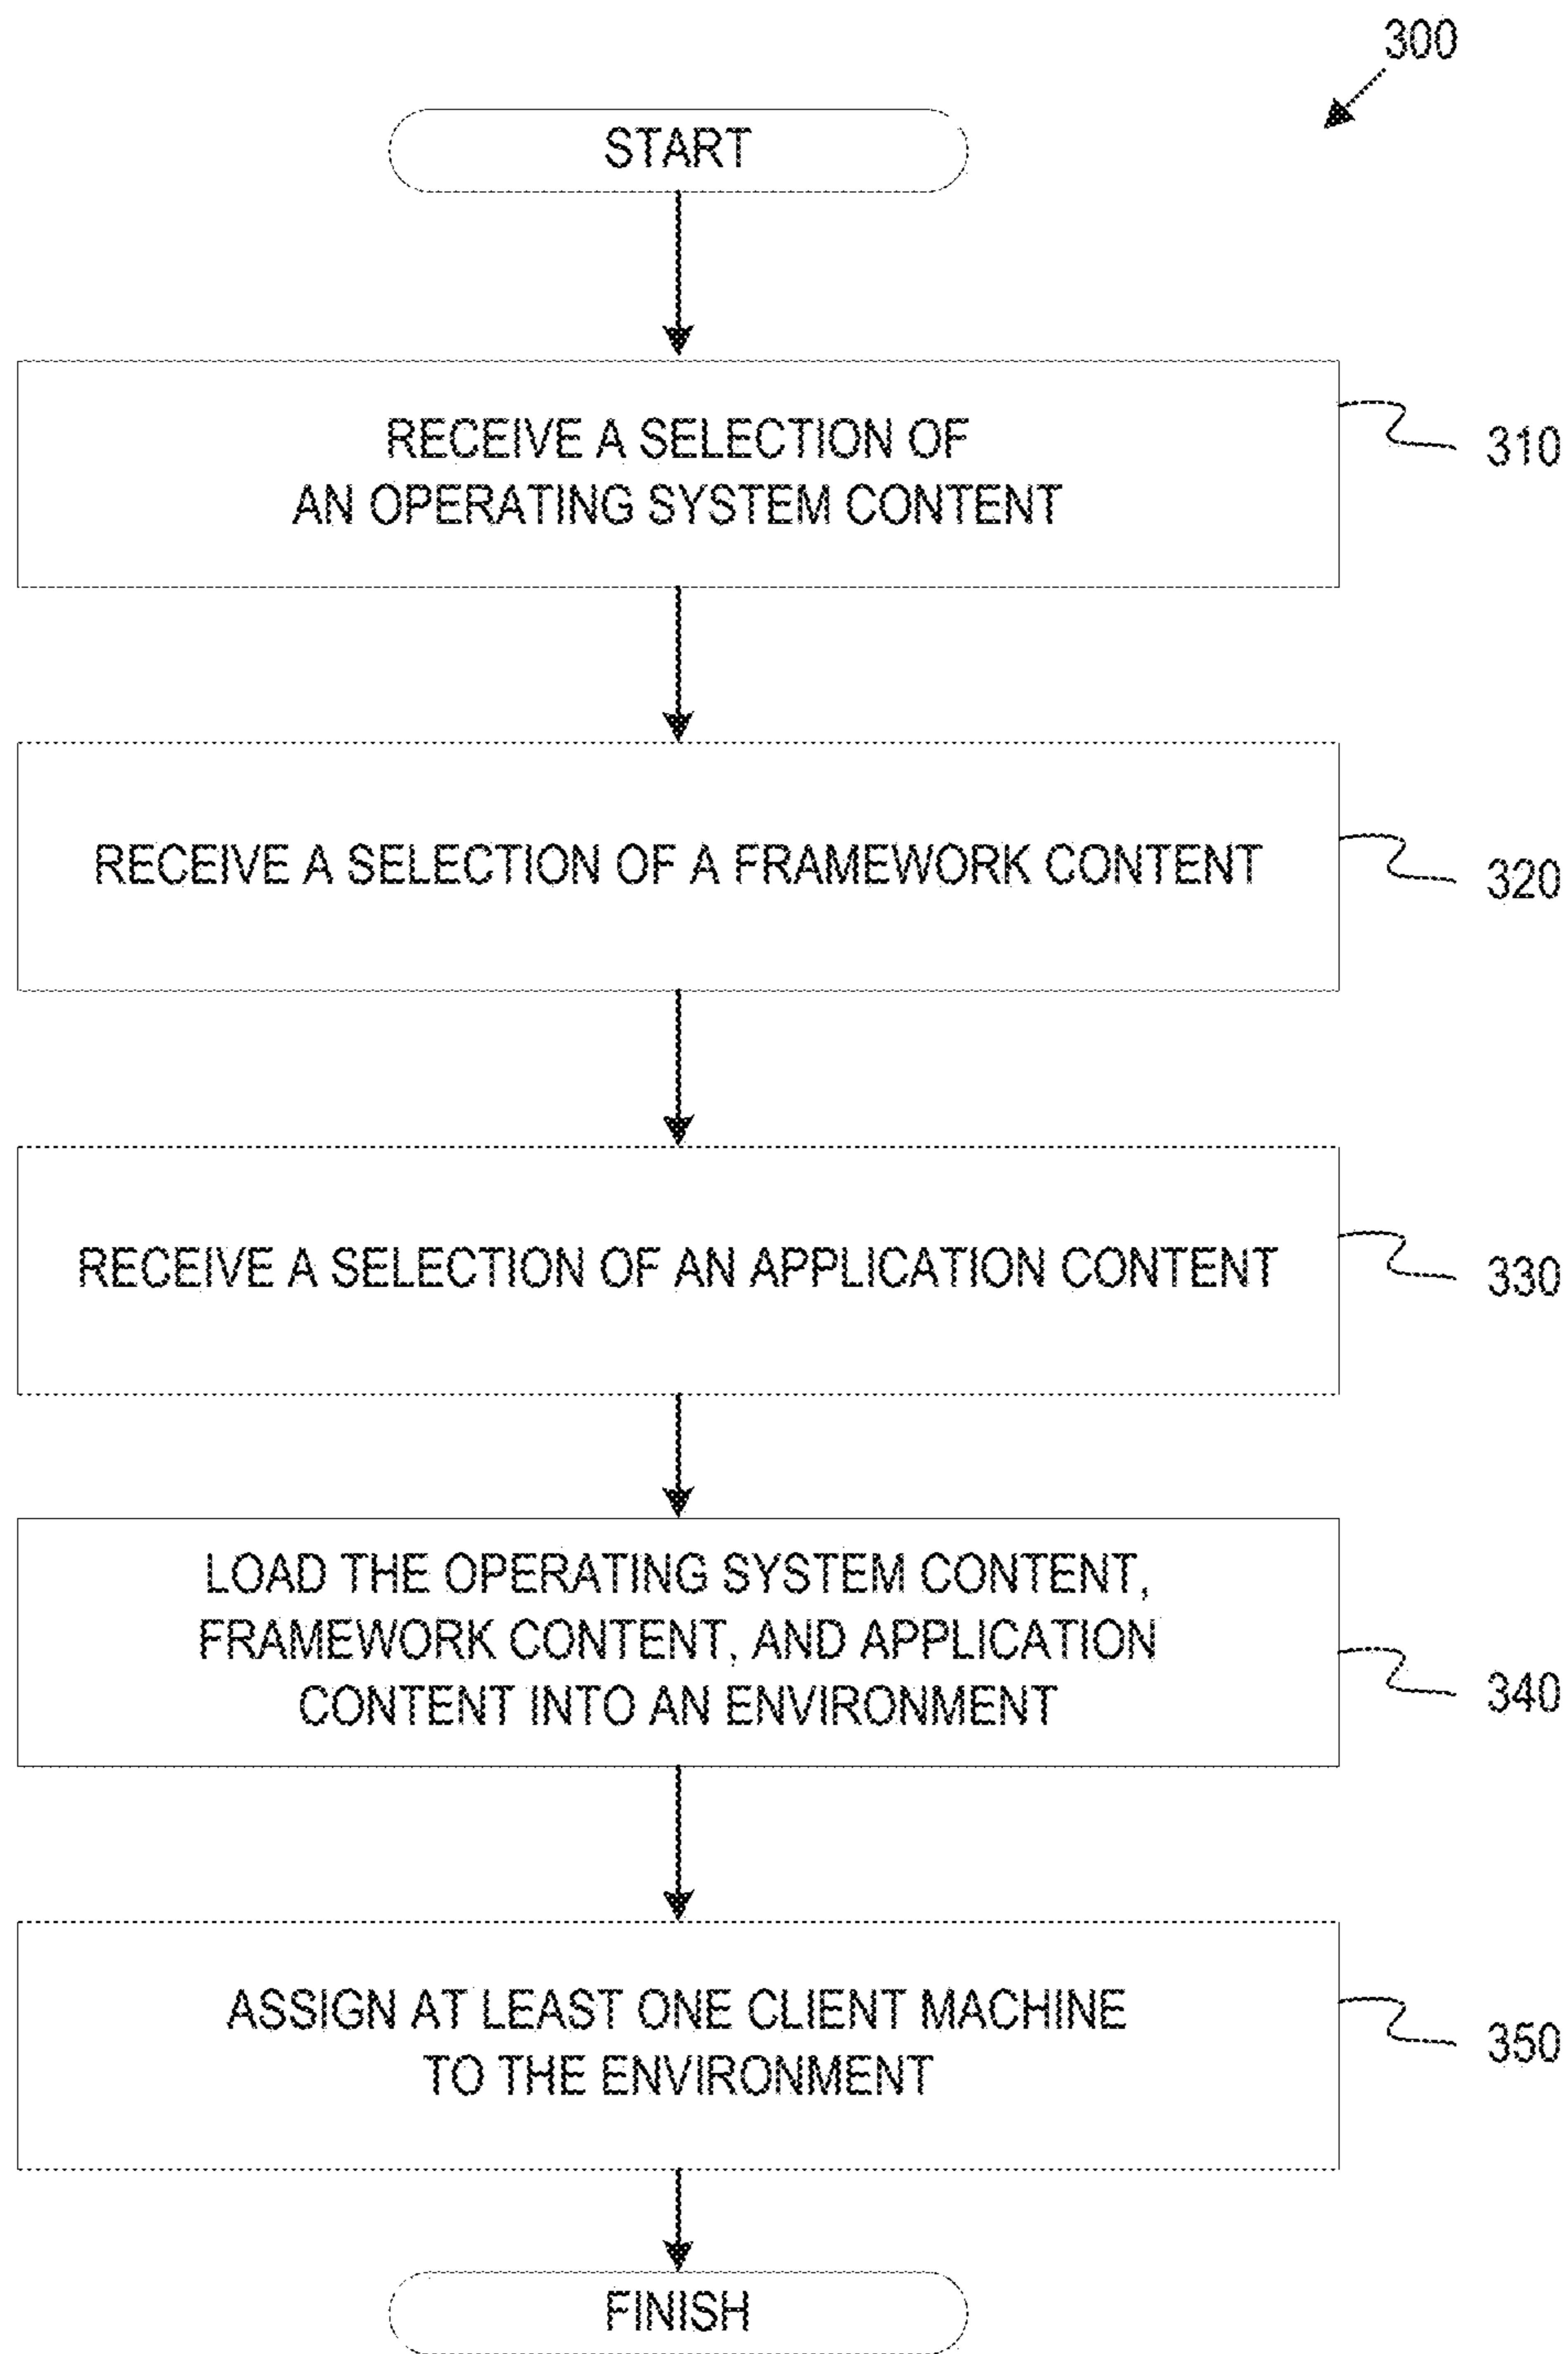 300
START
RECEIVE A SELECTION OF
AN OPERATING SYSTEM CONTENT
310
RECEIVE A SELECTION OF A FRAMEWORK CONTENT
320
RECEIVE A SELECTION OF AN APPLICATION CONTENT
330
LOAD THE OPERATING SYSTEM CONTENT,
FRAMEWORK CONTENT, AND APPLICATION
CONTENT INTO AN ENVIRONMENT
340
ASSIGN AT LEAST ONE CLIENT MACHINE
TO THE ENVIRONMENT
350
FINISH